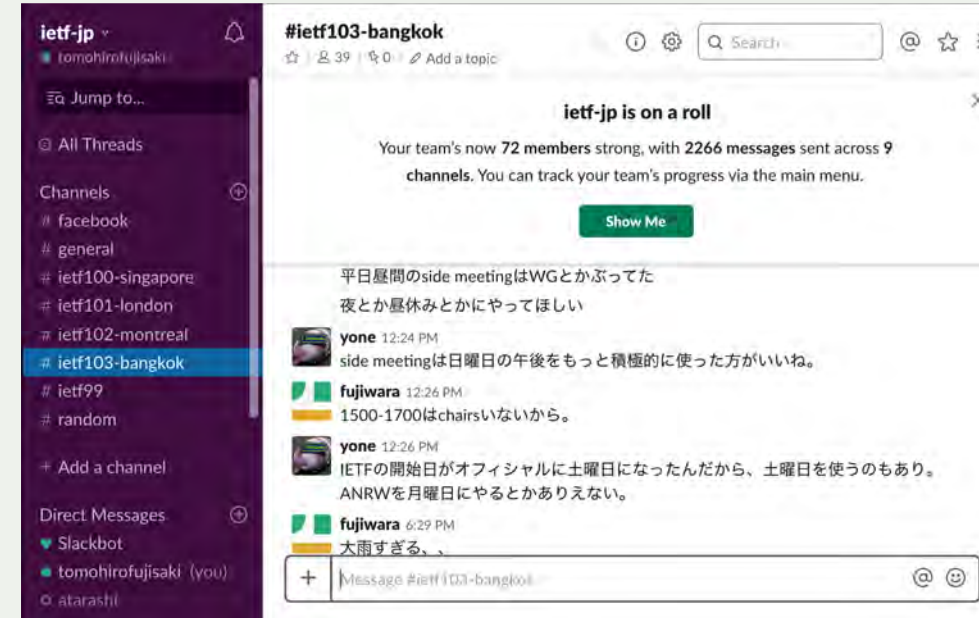 ietf-jp
tomohirofujisaki
Jump to...
All Threads
Channels
# facebook
# general
# ietf100-singapore
# ietf101-london
# ietf102-montreal
# ietf103-bangkok
# ietf99
# random
+ Add a channel
Direct Messages
Slackbot
tomohirofujisaki (you)
atarashi
#ietf103-bangkok
39 0 Add a topic
Search
ietf-jp is on a roll
Your team's now 72 members strong, with 2266 messages sent across 9
channels. You can track your team's progress via the main menu.
Show Me
平日昼間のside meetingはWGとかぶってた
夜とか昼休みとかにやってほしい
yone 12:24 PM
side meetingは日曜日の午後をもっと積極的に使った方がいいね。
fujiwara 12:26 PM
1500-1700はchairsいないから。
yone 12:26 PM
IETFの開始日がオフィシャルに土曜日になったんだから、土曜日を使うのもあり。
ANRWを月曜日にやるとかありえない。
fujiwara 6:29 PM
大雨すぎる、、
Message #ietf103-bangkok